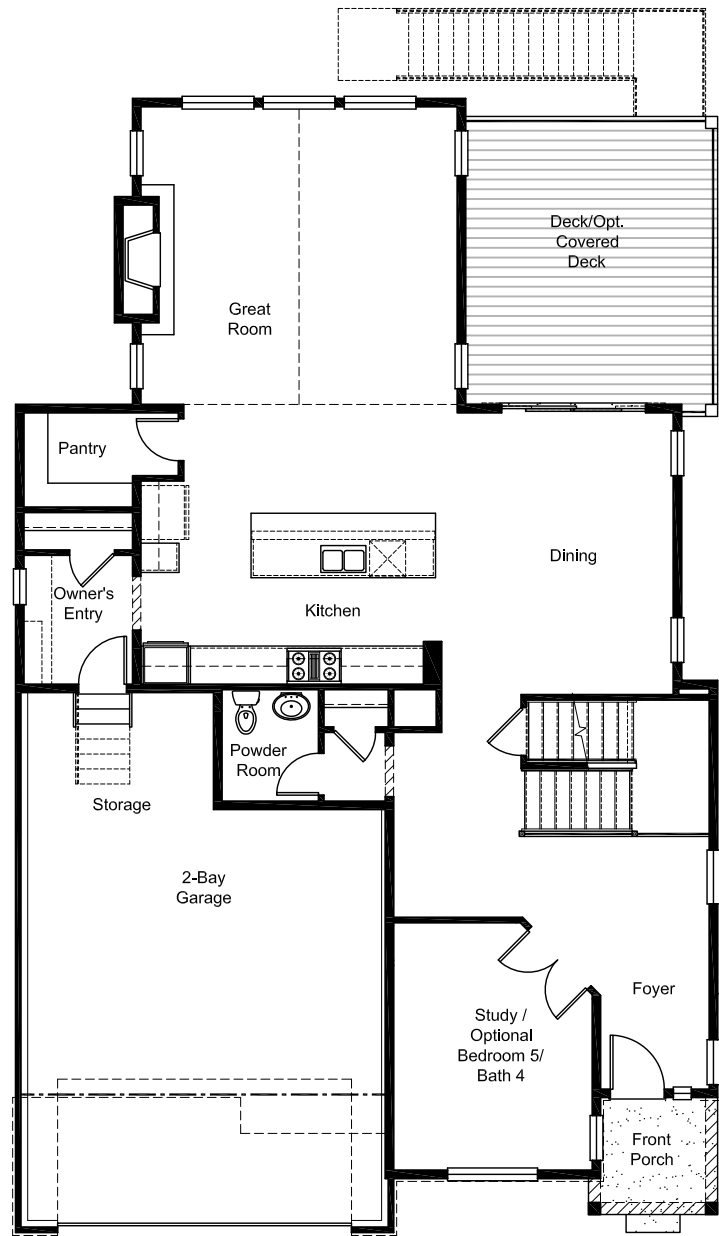 Deck/Opt.
Covered
Deck
Great
Room
Pantry
Dining
Owner's
Entry
Kitchen
Powder
Room
Storage
2-Bay
Garage
Foyer
Study /
Optional
Bedroom 5/
Bath 4
Front
Porch